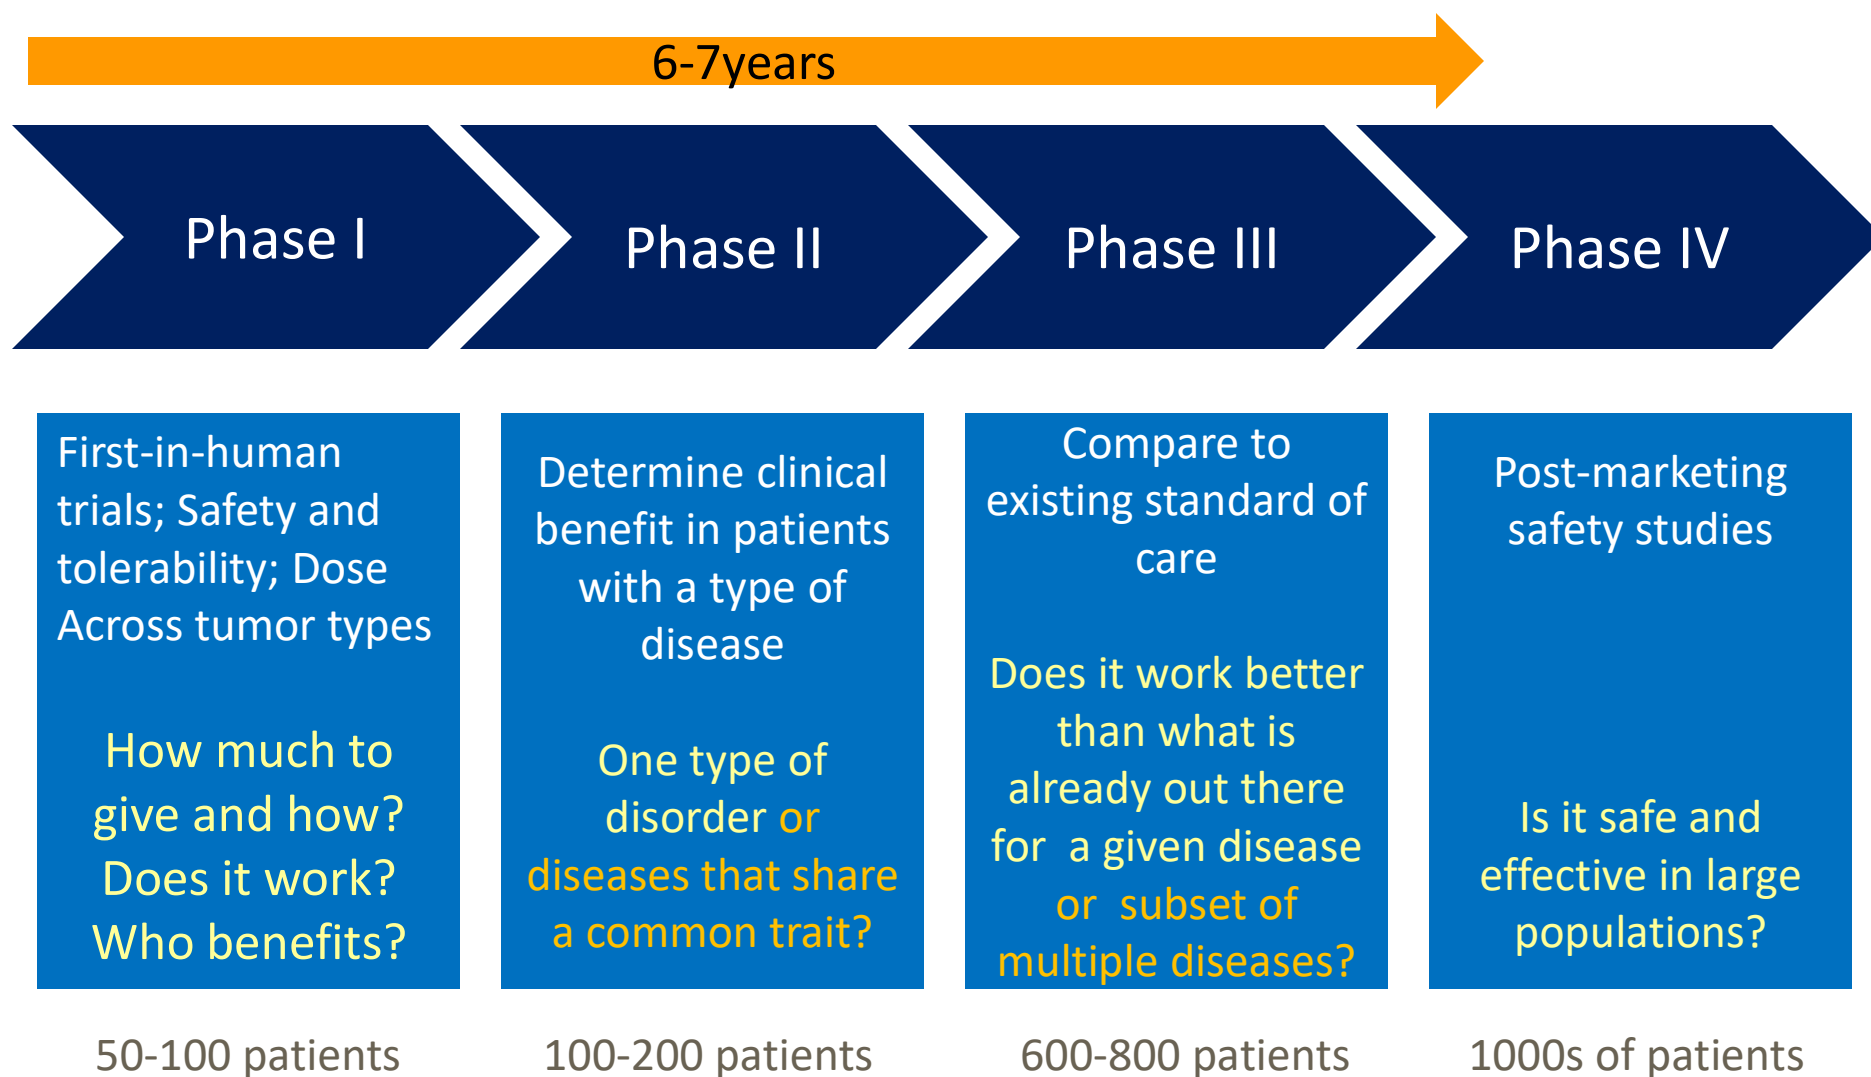 6-7years
Phase I
Phase II
Phase III
Phase IV
First-in-human
trials; Safety and
tolerability; Dose
Across tumor types
How much to
give and how?
Does it work?
Who benefits?
50-100 patients
Determine clinical
benefit in patients
with a type of
disease
One type of
disorder or
diseases that share
a common trait?
100-200 patients
Compare to
existing standard of
care
Does it work better
than what is
already out there
for  a given disease
or  subset of
multiple diseases?
600-800 patients
Post-marketing
safety studies
Is it safe and
effective in large
populations?
1000s of patients